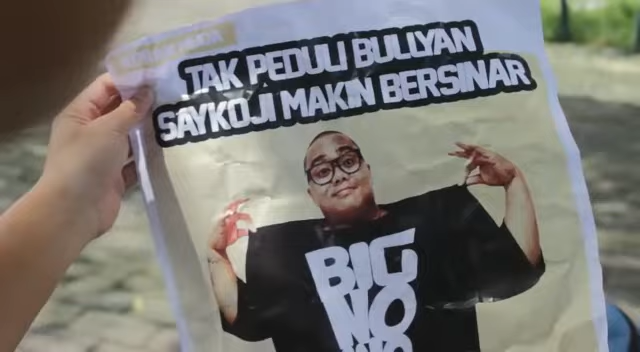 TAK PEDULI BULLYAN
SAYKOJI MAKIN BERSINAR
BIG
NO